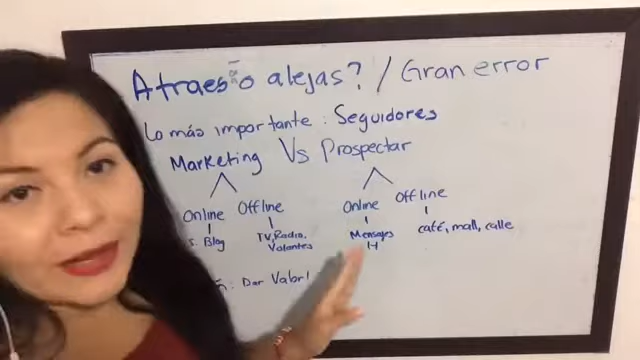 Atraes o alejas? / Gran error
Lo más importante: Seguidores
Marketing Vs Prospectar
Online Offline Online Offline
s. Blog TV, Radio, Volantes Mensajes café, mall, calle
: Dar Valor!